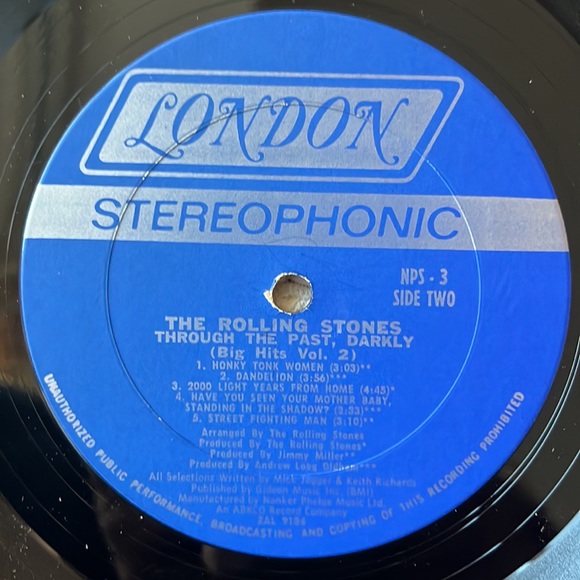 LONDON
STEREOPHONIC
NPS - 3
SIDE TWO
THE ROLLING STONES
THROUGH THE PAST, DARKLY
(Big Hits Vol. 2)
1. HONKY TONK WOMEN (3:03)**
2. DANDELION (3:56)***
3. 2000 LIGHT YEARS FROM HOME (4:45)*
4. HAVE YOU SEEN YOUR MOTHER BABY,
STANDING IN THE SHADOW? (2:33)***
5. STREET FIGHTING MAN (3:10)**
Arranged By The Rolling Stones
Produced By The Rolling Stones*
Produced By Jimmy Miller**
Produced By Andrew Loog Oldham***
All Selections Written By Mick Jagger & Keith Richards
Published by Gideon Music Inc. (BMI)
Manufactured by Music Ltd.
An ABKCO Record Company
2AL 9186
UNAUTHORIZED PUBLIC PERFORMANCE, BROADCASTING AND COPYING OF THIS RECORDING PROHIBITED